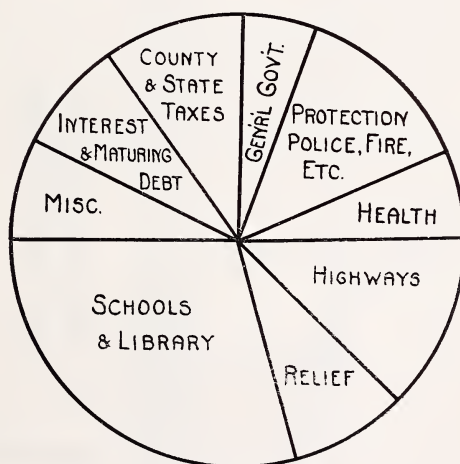 COUNTY
& STATE
TAXES
GEN'R'L GOV'T.
PROTECTION
POLICE, FIRE,
ETC.
INTEREST
& MATURING
DEBT
MISC.
HEALTH
HIGHWAYS
SCHOOLS
& LIBRARY
RELIEF